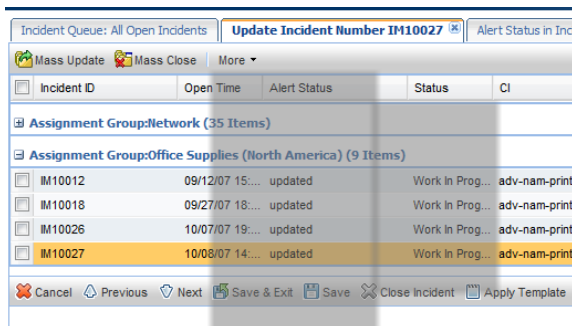 Incident Queue: All Open Incidents Update Incident Number IM10027 Alert Status in Inc
Mass Update Mass Close More
Incident ID Open Time Alert Status Status CI
Assignment Group:Network (35 Items)
Assignment Group:Office Supplies (North America) (9 Items)
IM10012 09/12/07 15:... updated Work In Prog... adv-nam-print
IM10018 09/27/07 18:... updated Work In Prog... adv-nam-print
IM10026 10/07/07 19:... updated Work In Prog... adv-nam-print
IM10027 10/08/07 14:... updated Work In Prog... adv-nam-print
Cancel Previous Next Save & Exit Save Close Incident Apply Template